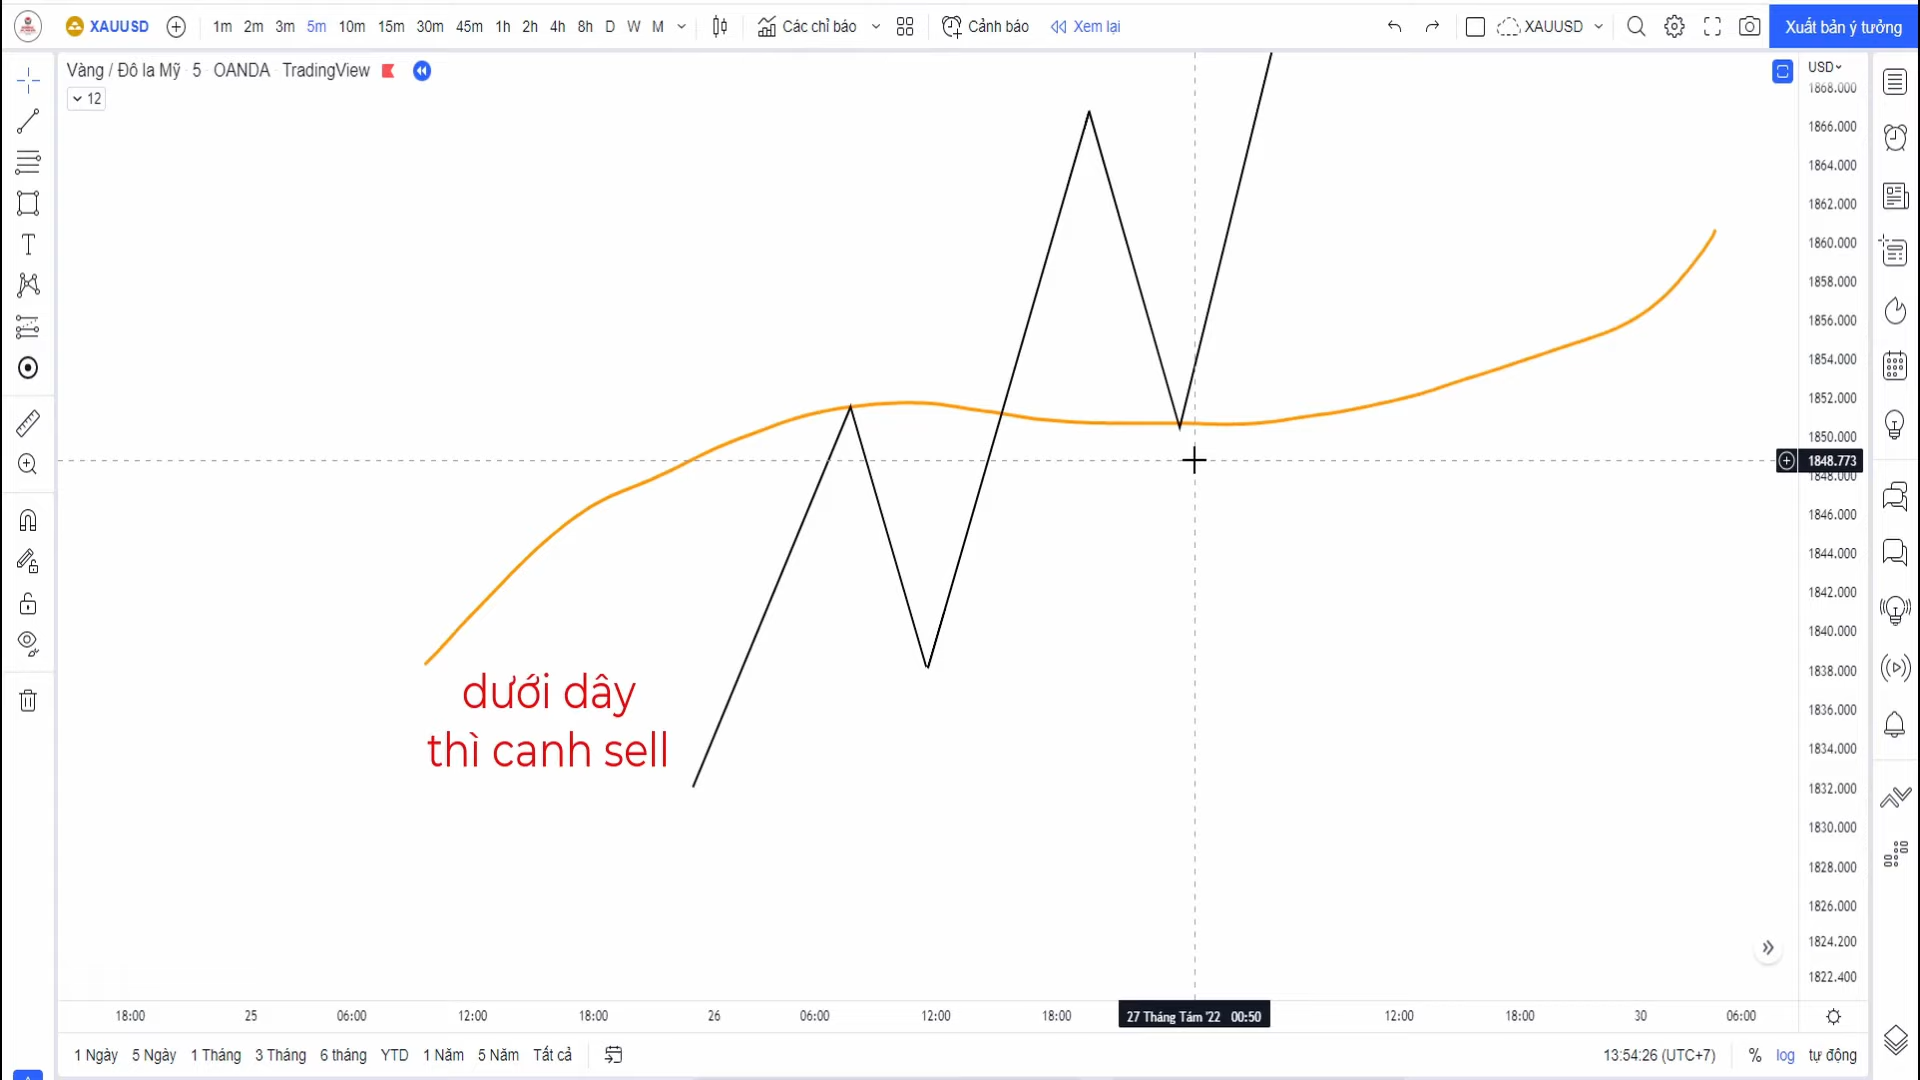 XAUUSD
1m 2m 3m 5m 10m 15m 30m 45m 1h 2h 4h 8h D W M
Các chỉ báo
Cảnh báo
Xem lại
XAUUSD
Xuất bản ý tưởng
Vàng / Đô la Mỹ 5 OANDA TradingView
12
USD
1868.000
1866.000
1864.000
1862.000
1860.000
1858.000
1856.000
1854.000
1852.000
1850.000
1848.773
1848.000
1846.000
1844.000
1842.000
1840.000
1838.000
1836.000
1834.000
1832.000
1830.000
1828.000
1826.000
1824.200
1822.400
dưới dây
thì canh sell
18:00 25 06:00 12:00 18:00 26 06:00 12:00 18:00 27 Tháng Tám '22 00:50 12:00 18:00 30 06:00
1 Ngày 5 Ngày 1 Tháng 3 Tháng 6 tháng YTD 1 Năm 5 Năm Tất cả
13:54:26 (UTC+7) % log tự động